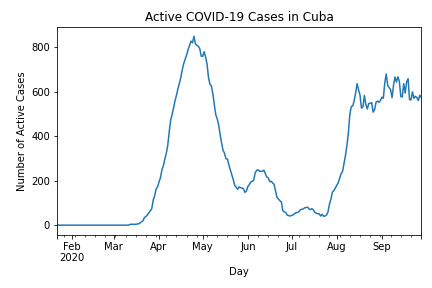 Active COVID-19 Cases in Cuba
Number of Active Cases
800
600
400
200
0
Feb Mar Apr May Jun Jul Aug Sep
2020
Day